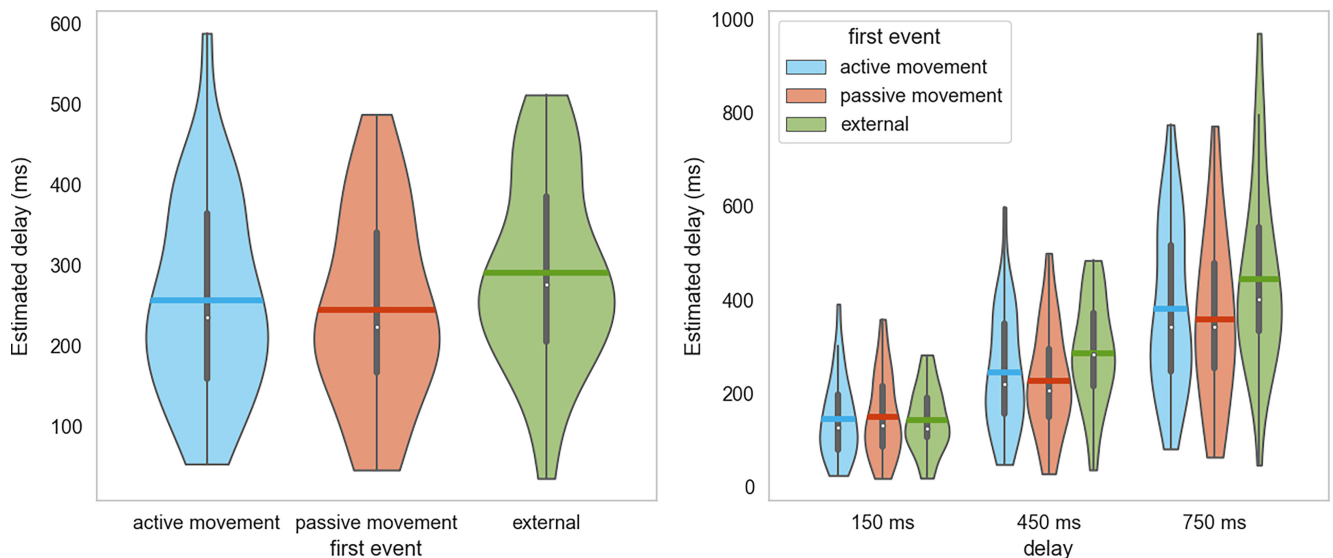 600
500
400
300
200
100
Estimated delay (ms)
active movement passive movement external
first event
1000
800
600
400
200
0
Estimated delay (ms)
first event
active movement
passive movement
external
150 ms 450 ms 750 ms
delay